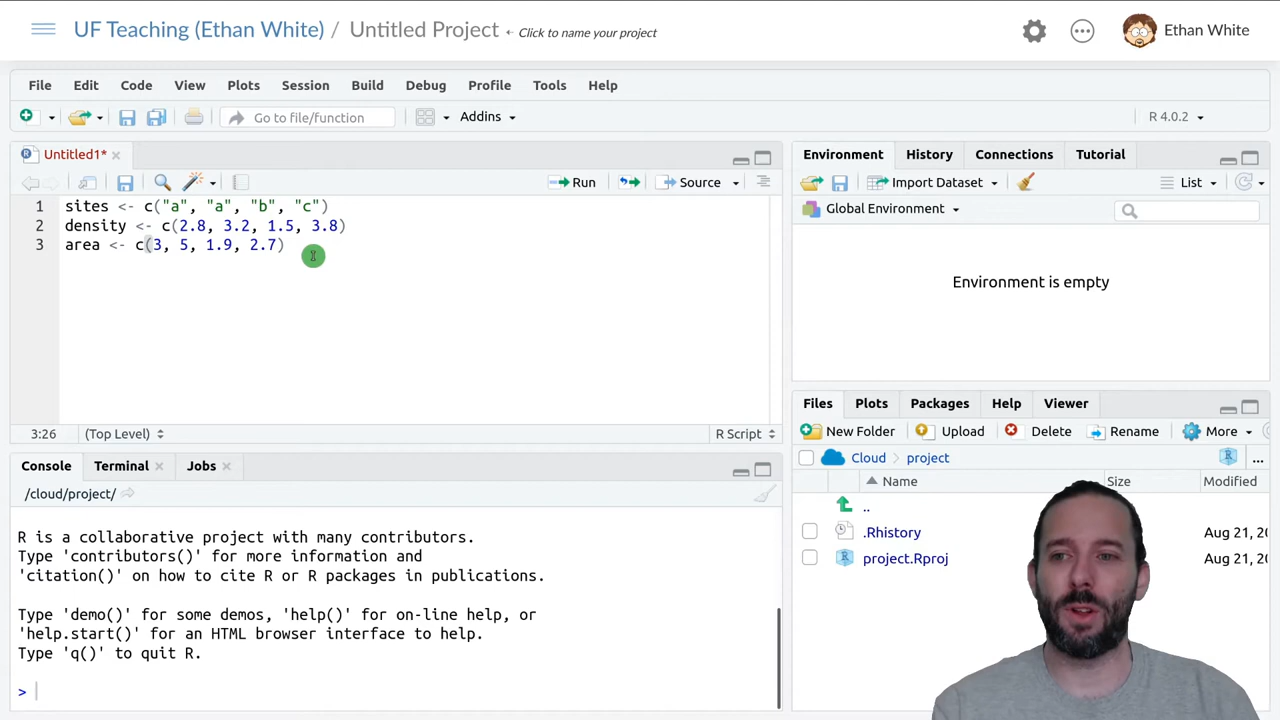 UF Teaching (Ethan White) / Untitled Project ← Click to name your project
Ethan White
File Edit Code View Plots Session Build Debug Profile Tools Help
Go to file/function Addins R 4.0.2
Untitled1*
Run Source
1 sites <- c("a", "a", "b", "c")
2 density <- c(2.8, 3.2, 1.5, 3.8)
3 area <- c(3, 5, 1.9, 2.7)
3:26 (Top Level) R Script
Console Terminal Jobs
/cloud/project/
R is a collaborative project with many contributors.
Type 'contributors()' for more information and
'citation()' on how to cite R or R packages in publications.
Type 'demo()' for some demos, 'help()' for on-line help, or
'help.start()' for an HTML browser interface to help.
Type 'q()' to quit R.
>
Environment History Connections Tutorial
Import Dataset List
Global Environment
Environment is empty
Files Plots Packages Help Viewer
New Folder Upload Delete Rename More
Cloud project ...
Name Size Modified
..
.Rhistory Aug 21, 20
project.Rproj Aug 21, 20